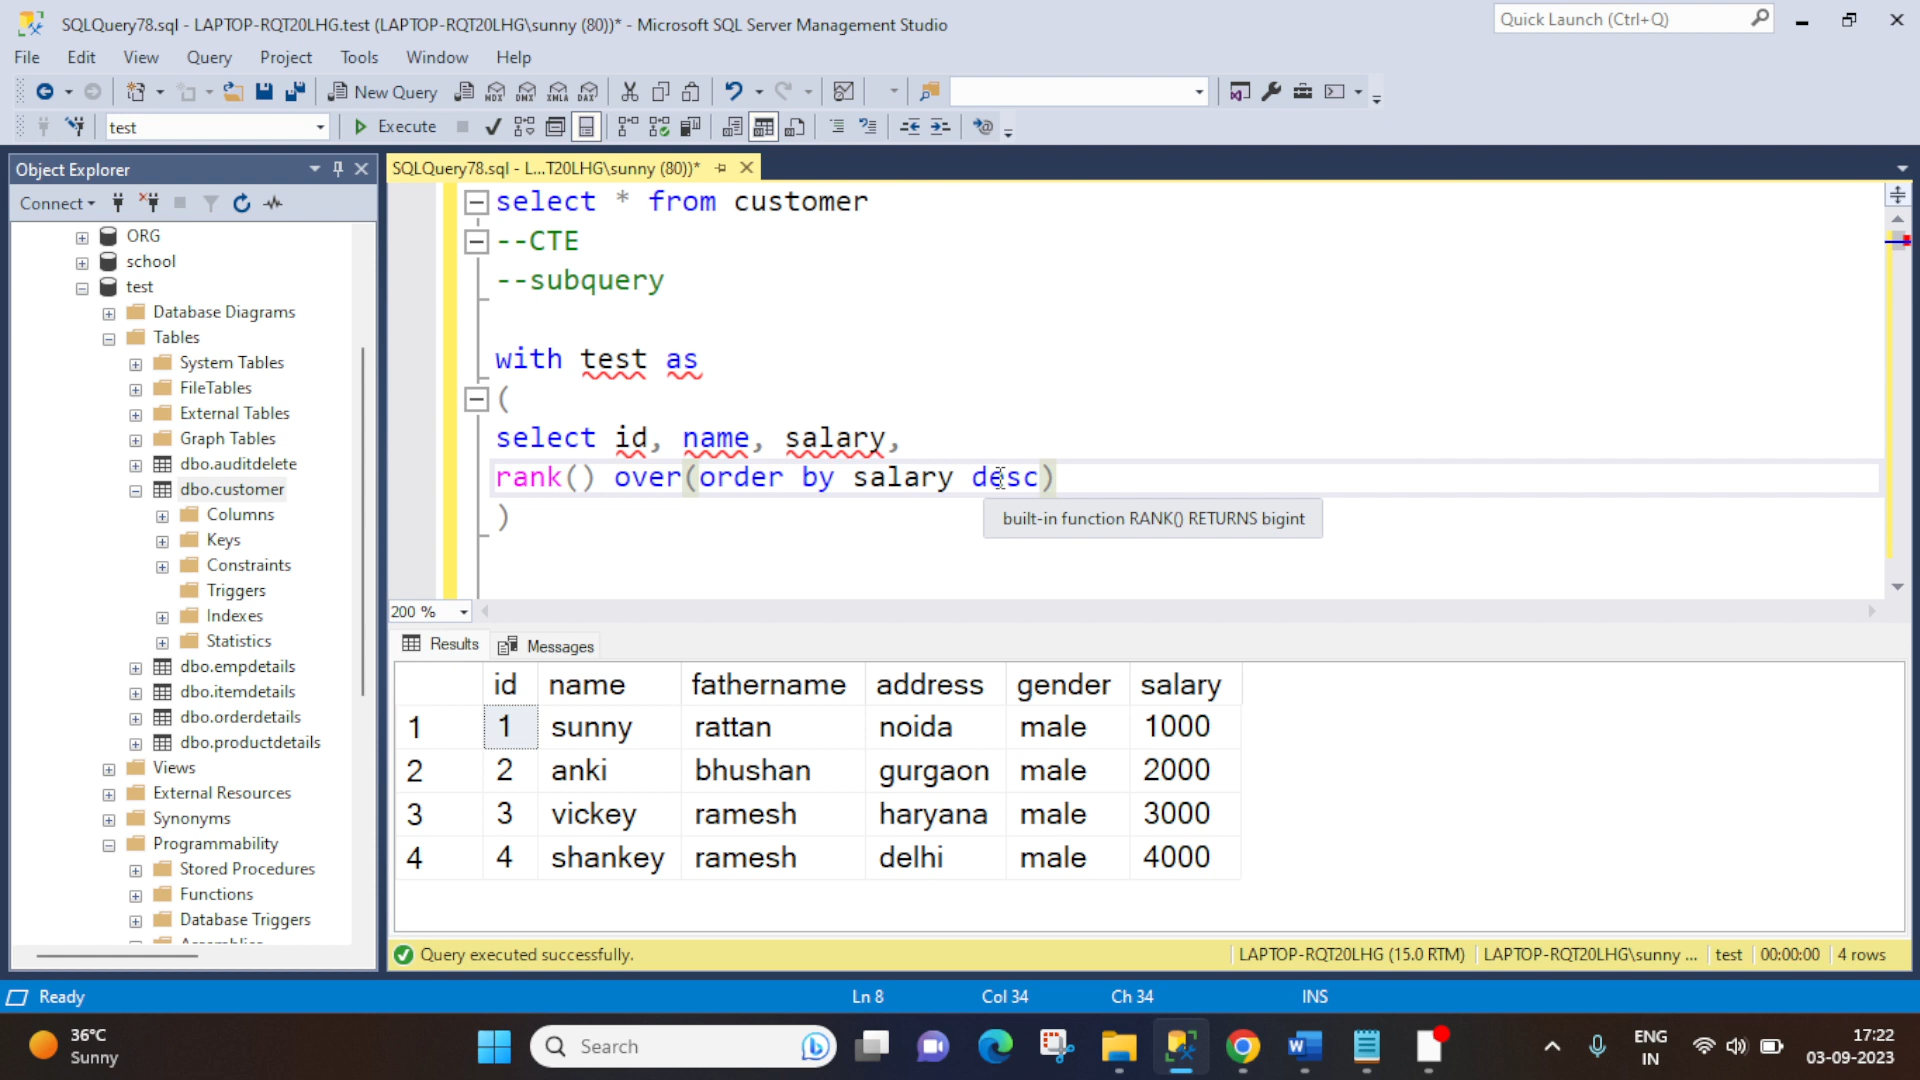 SQLQuery78.sql - LAPTOP-RQT20LHG.test (LAPTOP-RQT20LHG\sunny (80))* - Microsoft SQL Server Management Studio
Quick Launch (Ctrl+Q)
File Edit View Query Project Tools Window Help
New Query
MDX DMX XMLA DAX
test
Execute
Object Explorer
SQLQuery78.sql - L...T20LHG\sunny (80))*
Connect
ORG
school
test
Database Diagrams
Tables
System Tables
FileTables
External Tables
Graph Tables
dbo.auditdelete
dbo.customer
Columns
Keys
Constraints
Triggers
Indexes
Statistics
dbo.empdetails
dbo.itemdetails
dbo.orderdetails
dbo.productdetails
Views
External Resources
Synonyms
Programmability
Stored Procedures
Functions
Database Triggers
select * from customer
--CTE
--subquery
with test as
(
select id, name, salary,
rank() over(order by salary desc)
)
built-in function RANK() RETURNS bigint
200 %
Results Messages
id name fathername address gender salary
1 1 sunny rattan noida male 1000
2 2 anki bhushan gurgaon male 2000
3 3 vickey ramesh haryana male 3000
4 4 shankey ramesh delhi male 4000
Query executed successfully.
LAPTOP-RQT20LHG (15.0 RTM) LAPTOP-RQT20LHG\sunny ... test 00:00:00 4 rows
Ready Ln 8 Col 34 Ch 34 INS
36°C
Sunny
Search
ENG
IN
17:22
03-09-2023